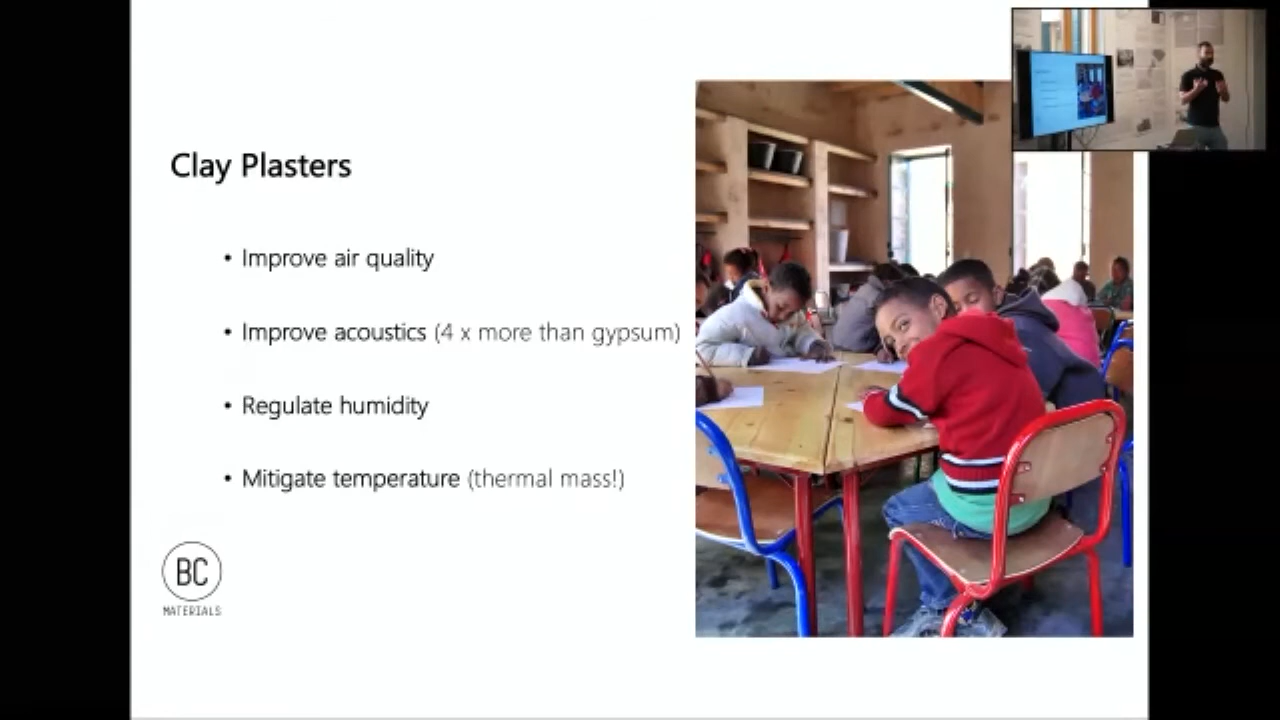 Clay Plasters
• Improve air quality
• Improve acoustics (4 x more than gypsum)
• Regulate humidity
• Mitigate temperature (thermal mass!)
BC
MATERIALS